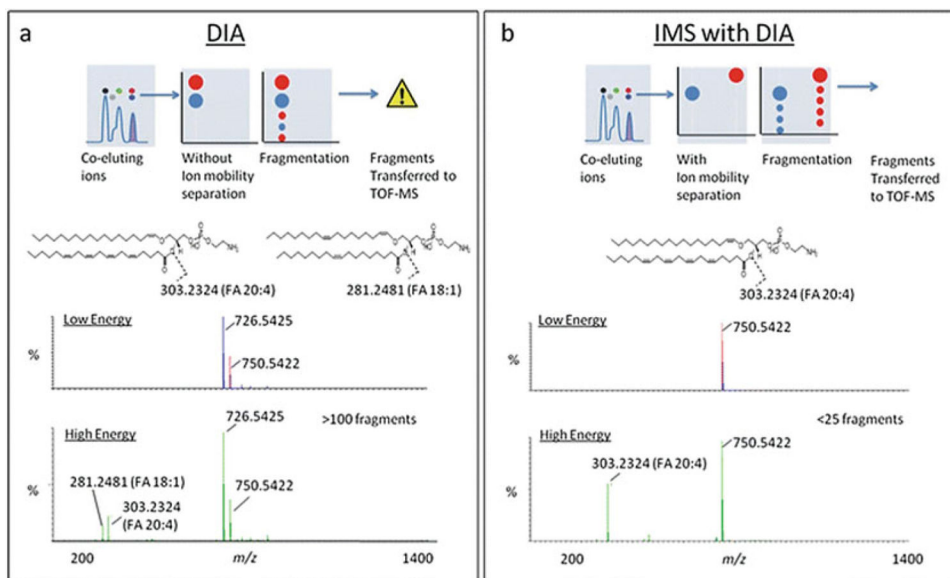 a
DIA
Co-eluting
ions
Without
Ion mobility
separation
Fragmentation
Fragments
Transferred to
TOF-MS
303.2324 (FA 20:4)
281.2481 (FA 18:1)
Low Energy
726.5425
750.5422
%
High Energy
726.5425
>100 fragments
281.2481 (FA 18:1)
303.2324
(FA 20:4)
750.5422
%
200
m/z
1400
b
IMS with DIA
Co-eluting
ions
With
Ion mobility
separation
Fragmentation
Fragments
Transferred
to TOF-MS
303.2324 (FA 20:4)
Low Energy
750.5422
%
High Energy
<25 fragments
750.5422
303.2324 (FA 20:4)
%
200
m/z
1400